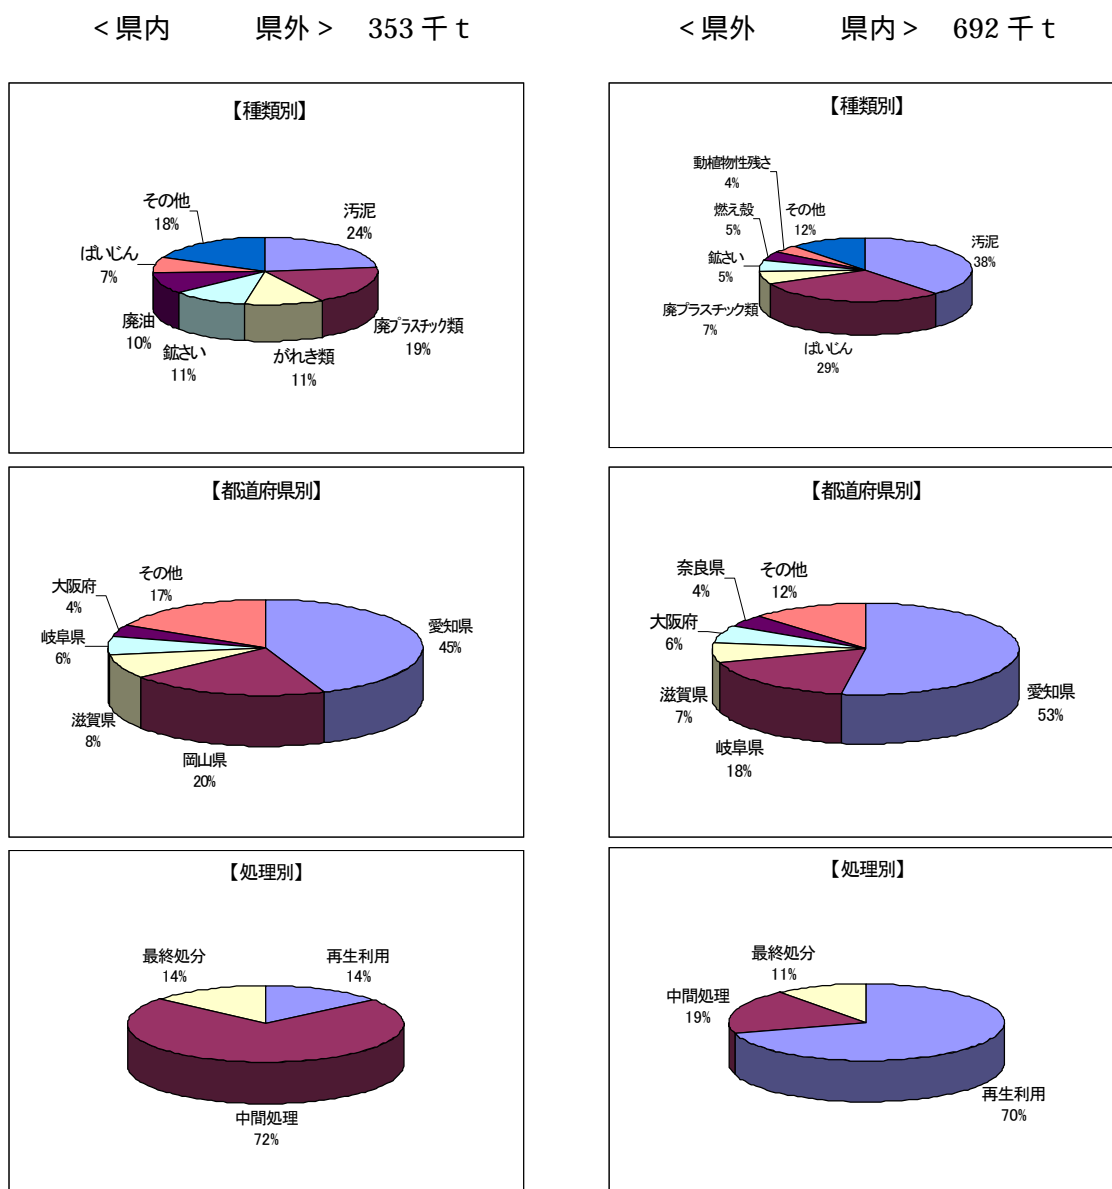 ＜県内　　　県外＞　353千t
【種類別】
その他
18%
汚泥
24%
ばいじん
7%
廃油
10%
鉱さい
11%
がれき類
11%
廃プラスチック類
19%
【都道府県別】
大阪府
4%
その他
17%
愛知県
45%
岐阜県
6%
滋賀県
8%
岡山県
20%
【処理別】
最終処分
14%
再生利用
14%
中間処理
72%
＜県外　　　県内＞　692千t
【種類別】
動植物性残さ
4%
燃え殻
5%
その他
12%
汚泥
38%
鉱さい
5%
廃プラスチック類
7%
ばいじん
29%
【都道府県別】
奈良県
4%
その他
12%
大阪府
6%
滋賀県
7%
岐阜県
18%
愛知県
53%
【処理別】
最終処分
11%
中間処理
19%
再生利用
70%